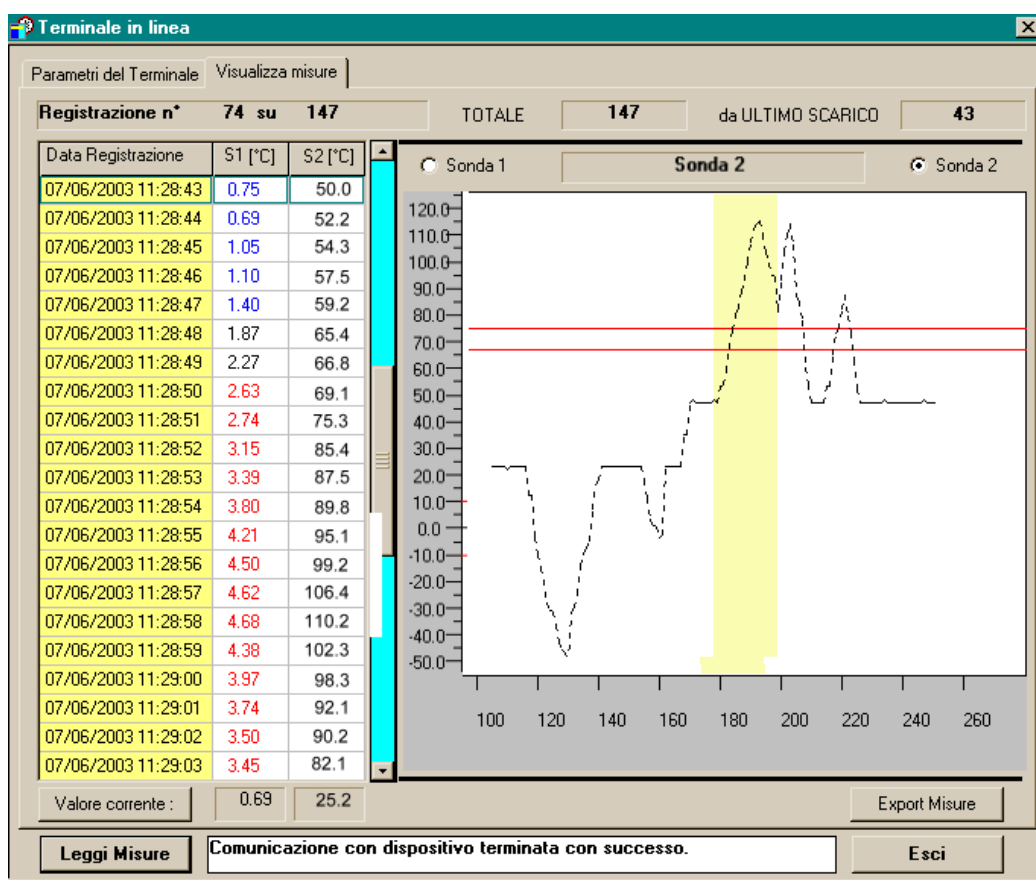 Terminale in linea
Parametri del Terminale Visualizza misure
Registrazione n° 74 su 147 TOTALE 147 da ULTIMO SCARICO 43
Data Registrazione S1 [°C] S2 [°C]
Sonda 1 Sonda 2 Sonda 2
07/06/2003 11:28:43 0.75 50.0
07/06/2003 11:28:44 0.69 52.2
07/06/2003 11:28:45 1.05 54.3
07/06/2003 11:28:46 1.10 57.5
07/06/2003 11:28:47 1.40 59.2
07/06/2003 11:28:48 1.87 65.4
07/06/2003 11:28:49 2.27 66.8
07/06/2003 11:28:50 2.63 69.1
07/06/2003 11:28:51 2.74 75.3
07/06/2003 11:28:52 3.15 85.4
07/06/2003 11:28:53 3.39 87.5
07/06/2003 11:28:54 3.80 89.8
07/06/2003 11:28:55 4.21 95.1
07/06/2003 11:28:56 4.50 99.2
07/06/2003 11:28:57 4.62 106.4
07/06/2003 11:28:58 4.68 110.2
07/06/2003 11:28:59 4.38 102.3
07/06/2003 11:29:00 3.97 98.3
07/06/2003 11:29:01 3.74 92.1
07/06/2003 11:29:02 3.50 90.2
07/06/2003 11:29:03 3.45 82.1
120.0
110.0
100.0
90.0
80.0
70.0
60.0
50.0
40.0
30.0
20.0
10.0
0.0
-10.0
-20.0
-30.0
-40.0
-50.0
100 120 140 160 180 200 220 240 260
Valore corrente : 0.69 25.2 Export Misure
Leggi Misure Comunicazione con dispositivo terminata con successo. Esci